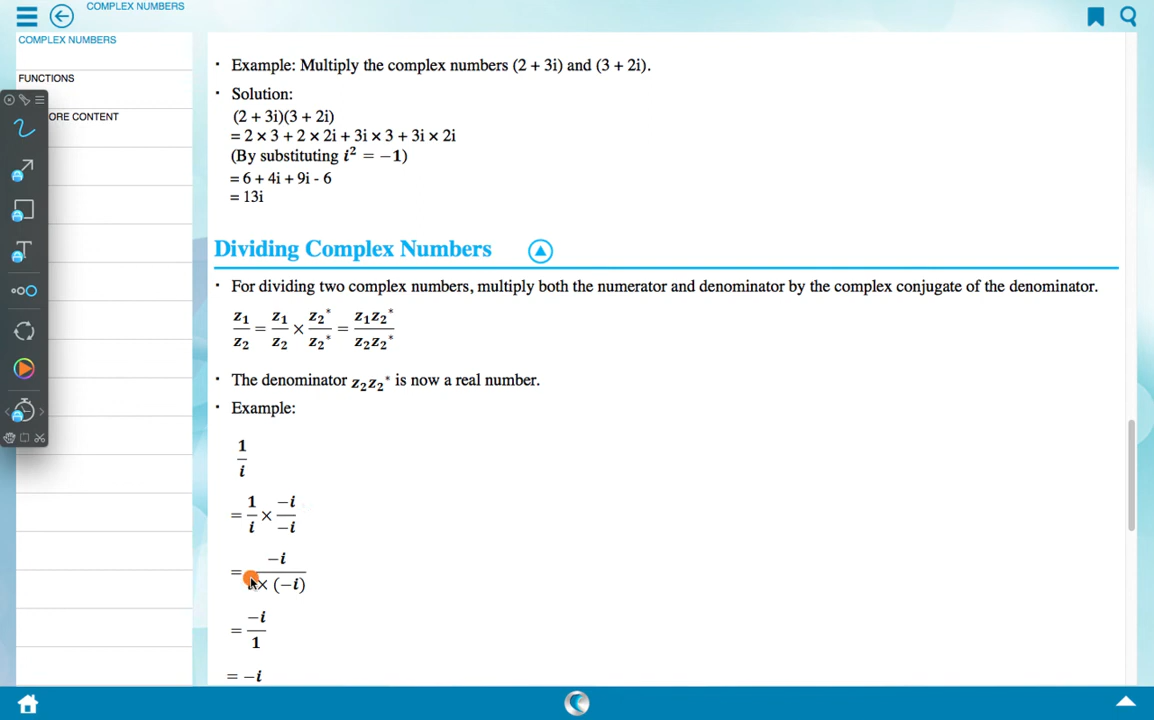 COMPLEX NUMBERS
COMPLEX NUMBERS
FUNCTIONS
ORE CONTENT
· Example: Multiply the complex numbers (2 + 3i) and (3 + 2i).
· Solution:
(2 + 3i)(3 + 2i)
= 2 × 3 + 2 × 2i + 3i × 3 + 3i × 2i
(By substituting i² = −1)
= 6 + 4i + 9i - 6
= 13i
Dividing Complex Numbers
· For dividing two complex numbers, multiply both the numerator and denominator by the complex conjugate of the denominator.
z₁/z₂ = z₁/z₂ × z₂*/z₂* = z₁z₂*/z₂z₂*
· The denominator z₂z₂* is now a real number.
· Example:
1/i
= 1/i × −i/−i
= −i / × (−i)
= −i/1
= −i